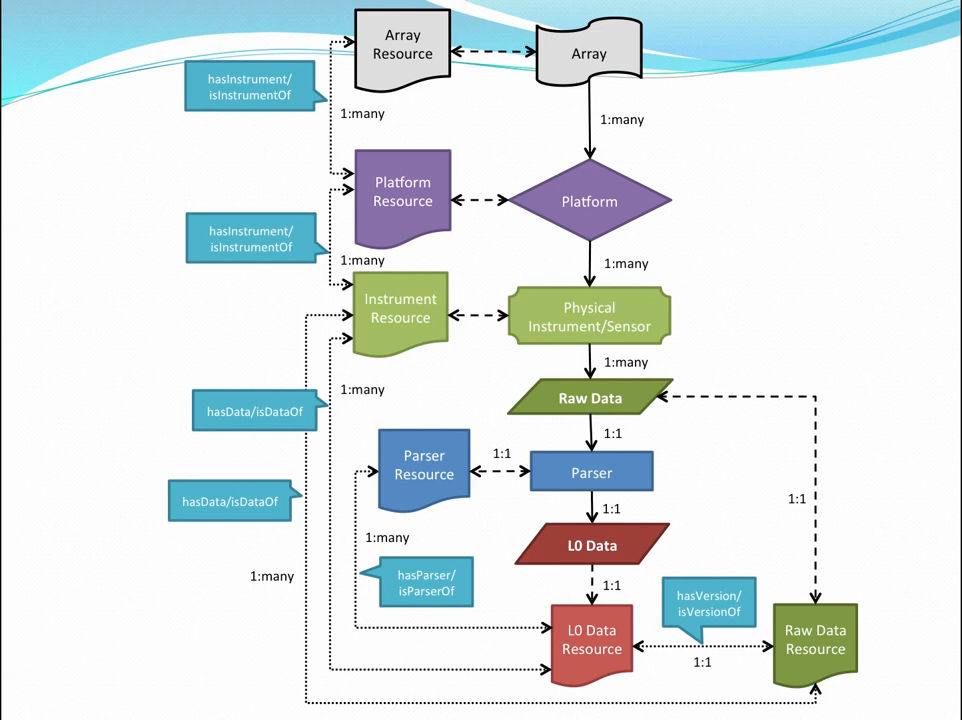 Array
Resource
Array
hasInstrument/
isInstrumentOf
1:many
1:many
Platform
Resource
Platform
hasInstrument/
isInstrumentOf
1:many
1:many
Instrument
Resource
Physical
Instrument/Sensor
1:many
1:many
hasData/isDataOf
Raw Data
1:1
Parser
Resource
1:1
Parser
hasData/isDataOf
1:1
1:1
1:many
L0 Data
1:many
hasParser/
isParserOf
1:1
hasVersion/
isVersionOf
L0 Data
Resource
1:1
Raw Data
Resource